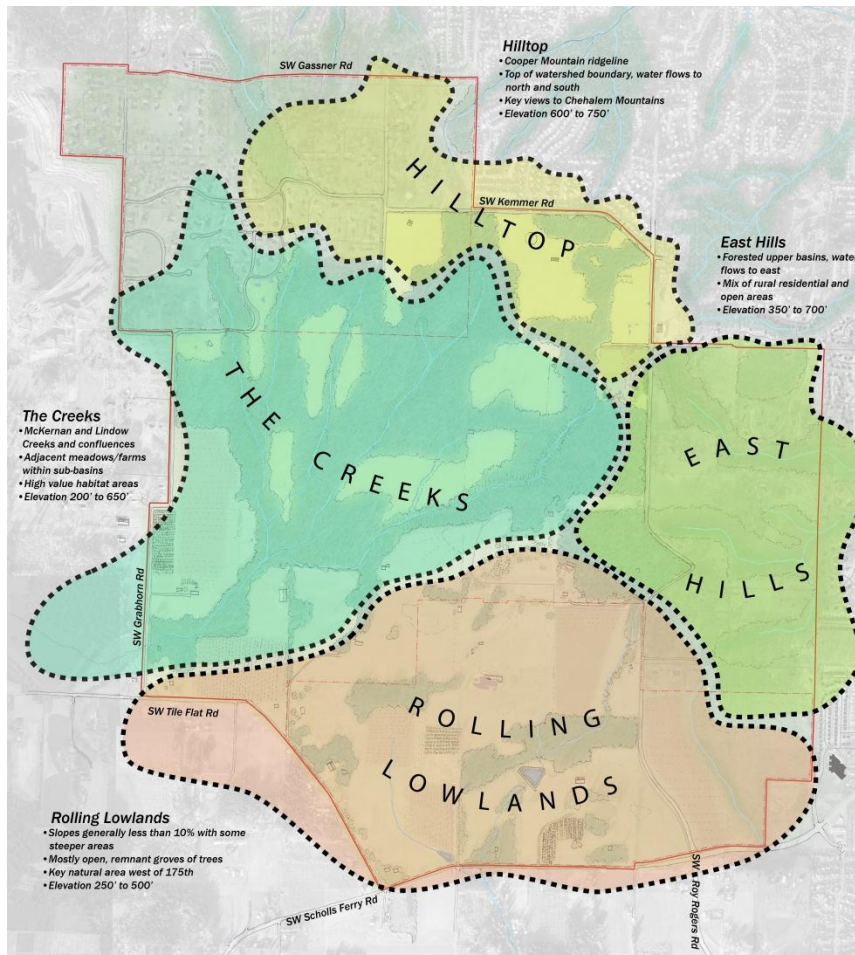 Hilltop
•Cooper Mountain ridgeline
•Top of watershed boundary, water flows to
north and south
•Key views to Chehalem Mountains
•Elevation 600' to 750'
SW Gassner Rd
HILLTOP
SW Kemmer Rd
East Hills
•Forested upper basins, water
flows to east
•Mix of rural residential and
open areas
•Elevation 350' to 700'
THE
CREEKS
EAST
HILLS
The Creeks
•McKernan and Lindow
Creeks and confluences
•Adjacent meadows/farms
within sub-basins
•High value habitat areas
•Elevation 200' to 650'
SW Grabhorn Rd
SW Tile Flat Rd
ROLLING
LOWLANDS
Rolling Lowlands
•Slopes generally less than 10% with some
steeper areas
•Mostly open, remnant groves of trees
•Key natural area west of 175th
•Elevation 250' to 500'
SW Scholls Ferry Rd
SW Roy Rogers Rd